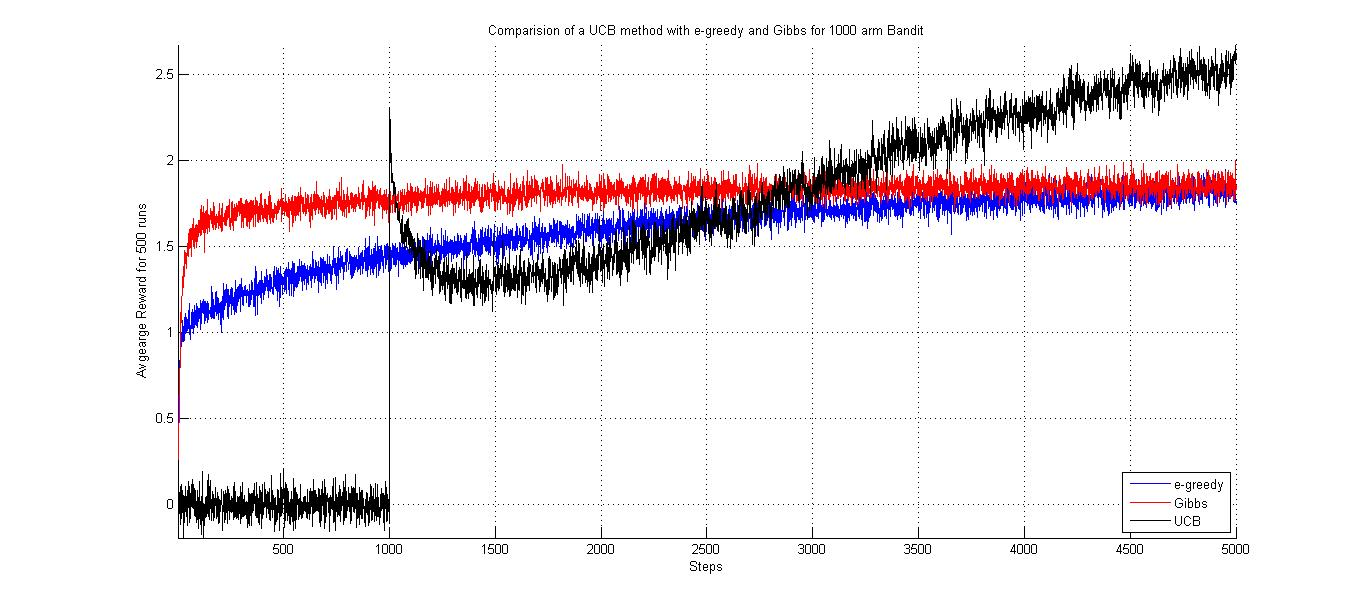 Comparision of a UCB method with e-greedy and Gibbs for 1000 arm Bandit
Avgearge Reward for 500 runs
2.5
2
1.5
1
0.5
0
500 1000 1500 2000 2500 3000 3500 4000 4500 5000
Steps
e-greedy
Gibbs
UCB